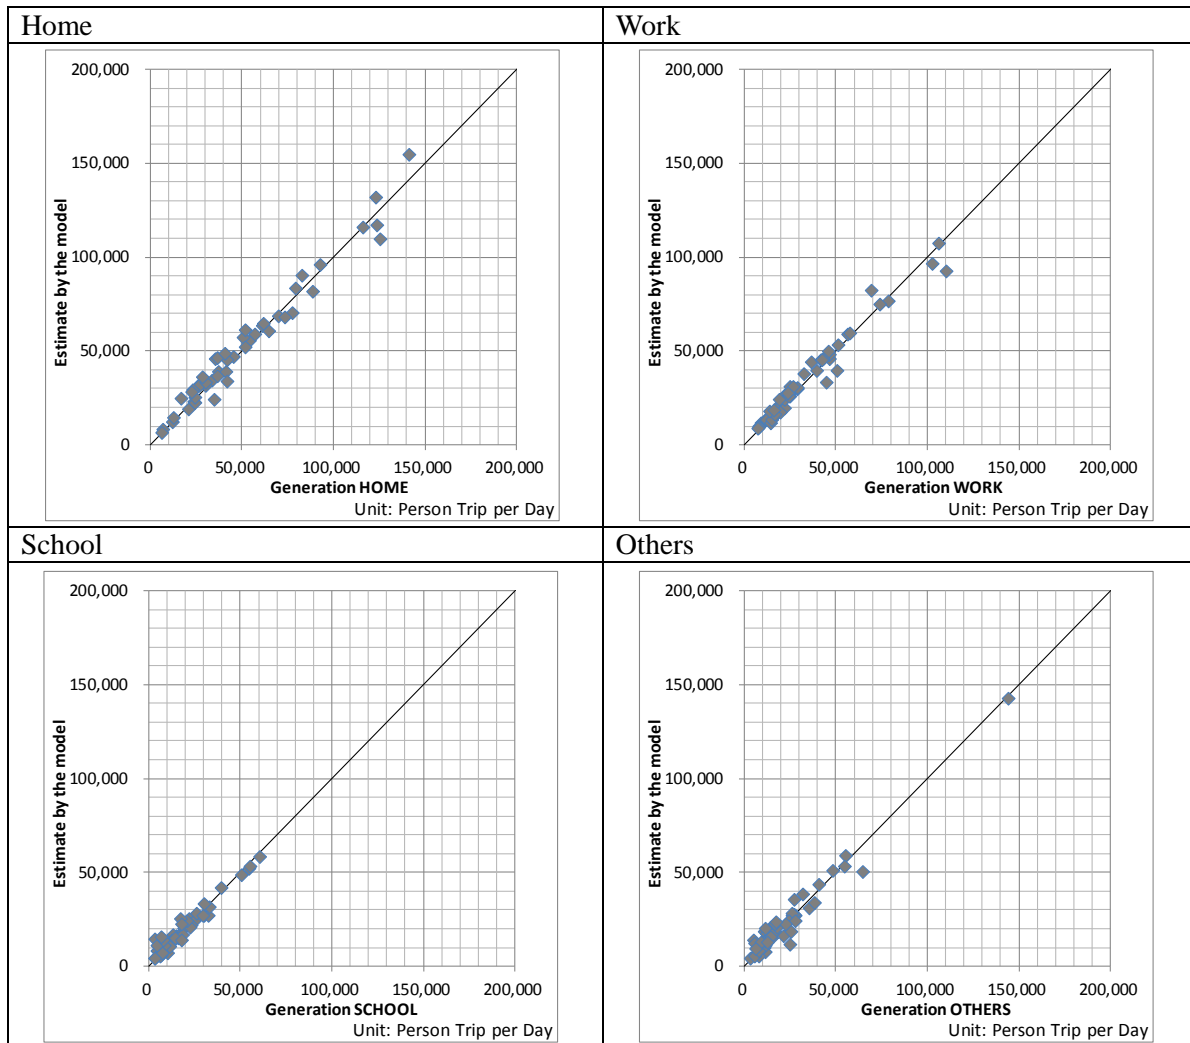 Home
200,000
150,000
100,000
50,000
0
Estimate by the model
0 50,000 100,000 150,000 200,000
Generation HOME
Unit: Person Trip per Day
Work
200,000
150,000
100,000
50,000
0
Estimate by the model
0 50,000 100,000 150,000 200,000
Generation WORK
Unit: Person Trip per Day
School
200,000
150,000
100,000
50,000
0
Estimate by the model
0 50,000 100,000 150,000 200,000
Generation SCHOOL
Unit: Person Trip per Day
Others
200,000
150,000
100,000
50,000
0
Estimate by the model
0 50,000 100,000 150,000 200,000
Generation OTHERS
Unit: Person Trip per Day